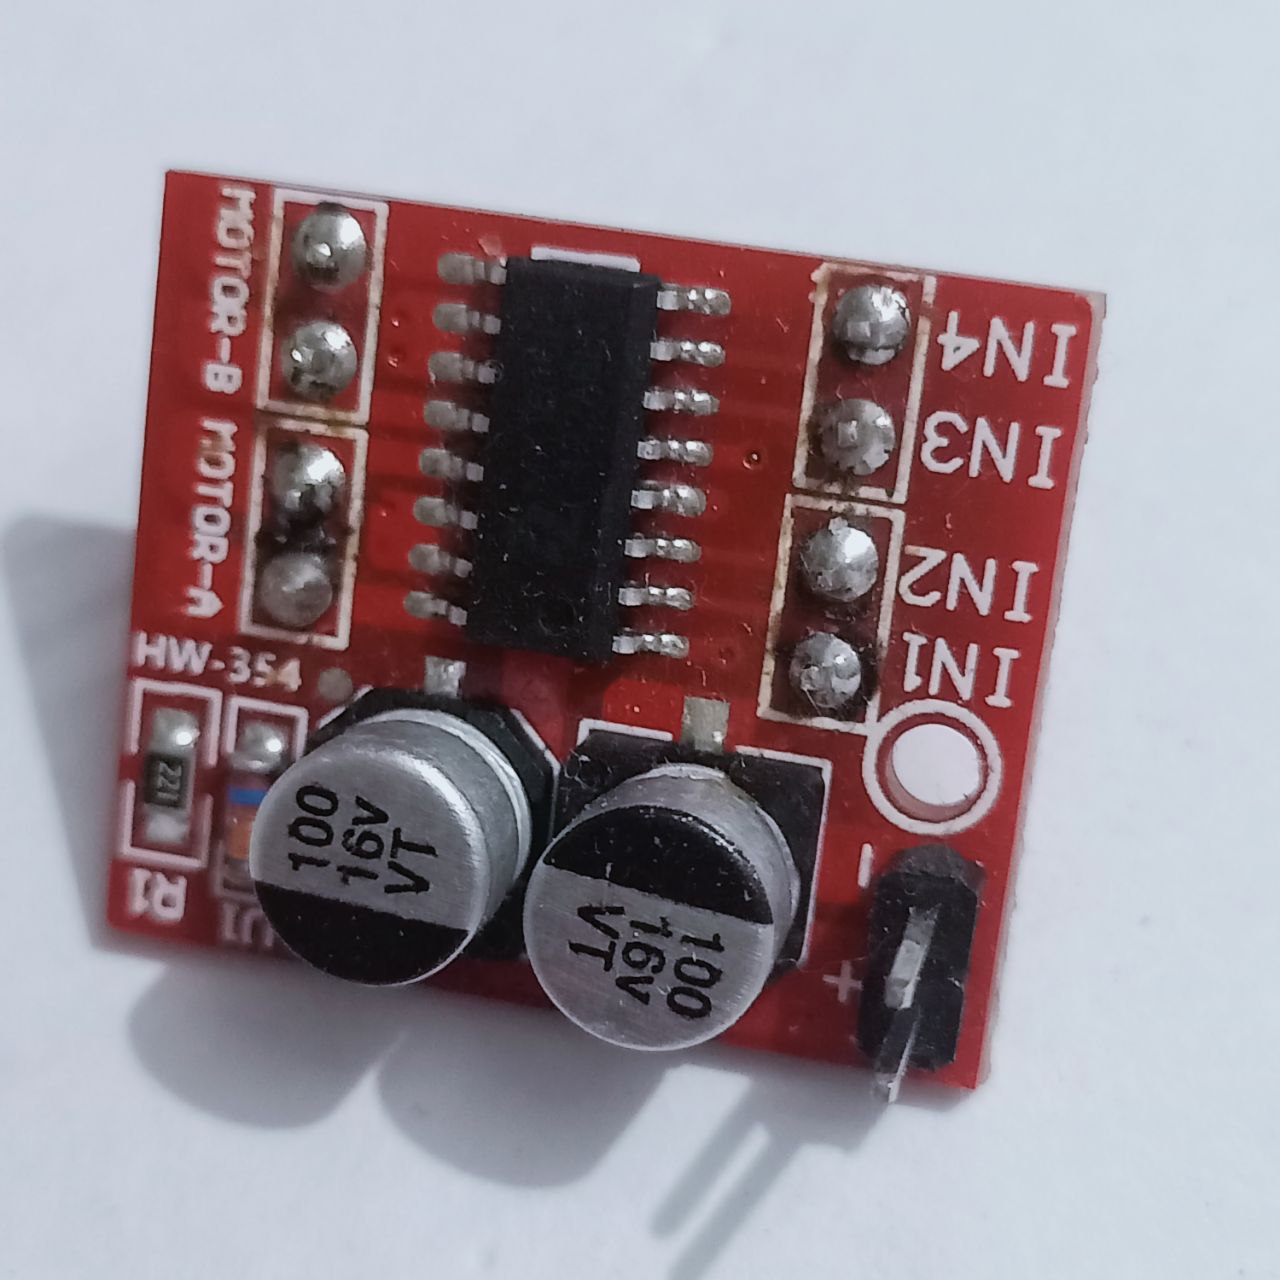 MOTOR-B
MOTOR-A
IN4
IN3
IN2
IN1
HW-354
221
R1
-
+
100
16V
VT
100
16V
VT